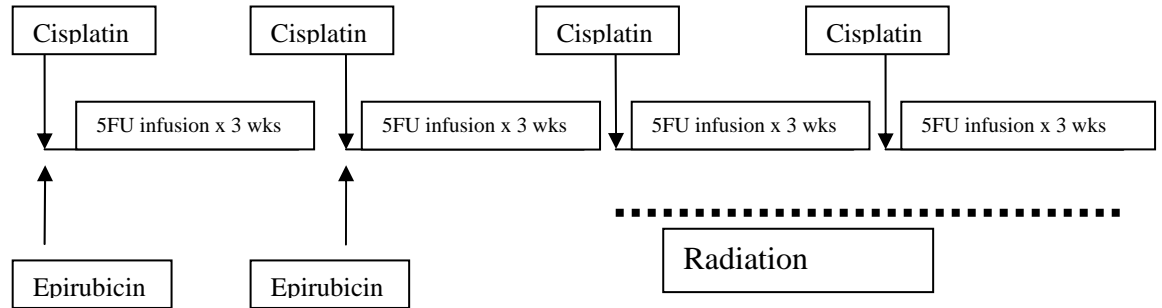 Cisplatin
Cisplatin
Cisplatin
Cisplatin
5FU infusion x 3 wks
5FU infusion x 3 wks
5FU infusion x 3 wks
5FU infusion x 3 wks
Radiation
Epirubicin
Epirubicin